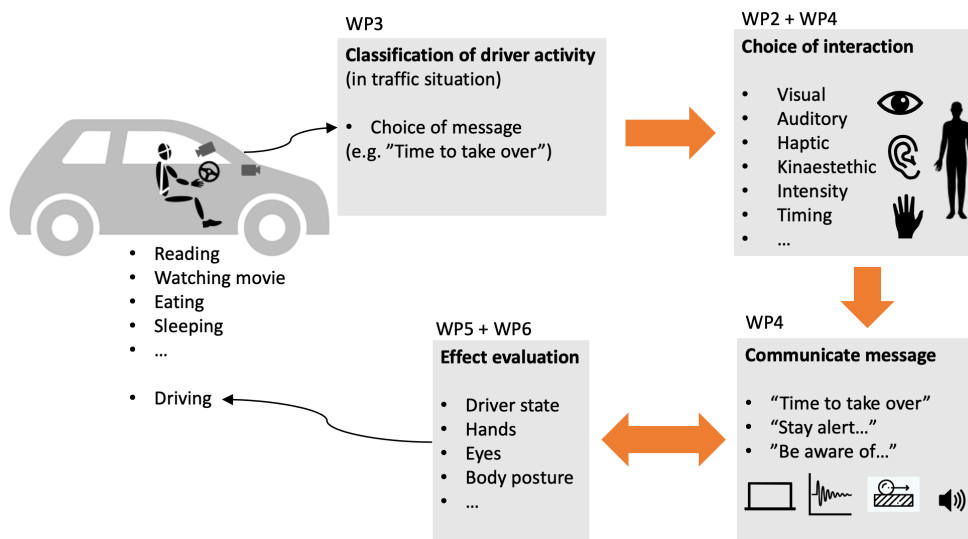 WP3
Classification of driver activity
(in traffic situation)
• Choice of message
(e.g. ”Time to take over”)
WP2 + WP4
Choice of interaction
• Visual
• Auditory
• Haptic
• Kinaestethic
• Intensity
• Timing
• ...
• Reading
• Watching movie
• Eating
• Sleeping
• ...
• Driving
WP5 + WP6
Effect evaluation
• Driver state
• Hands
• Eyes
• Body posture
• ...
WP4
Communicate message
• “Time to take over”
• “Stay alert...”
• ”Be aware of...”